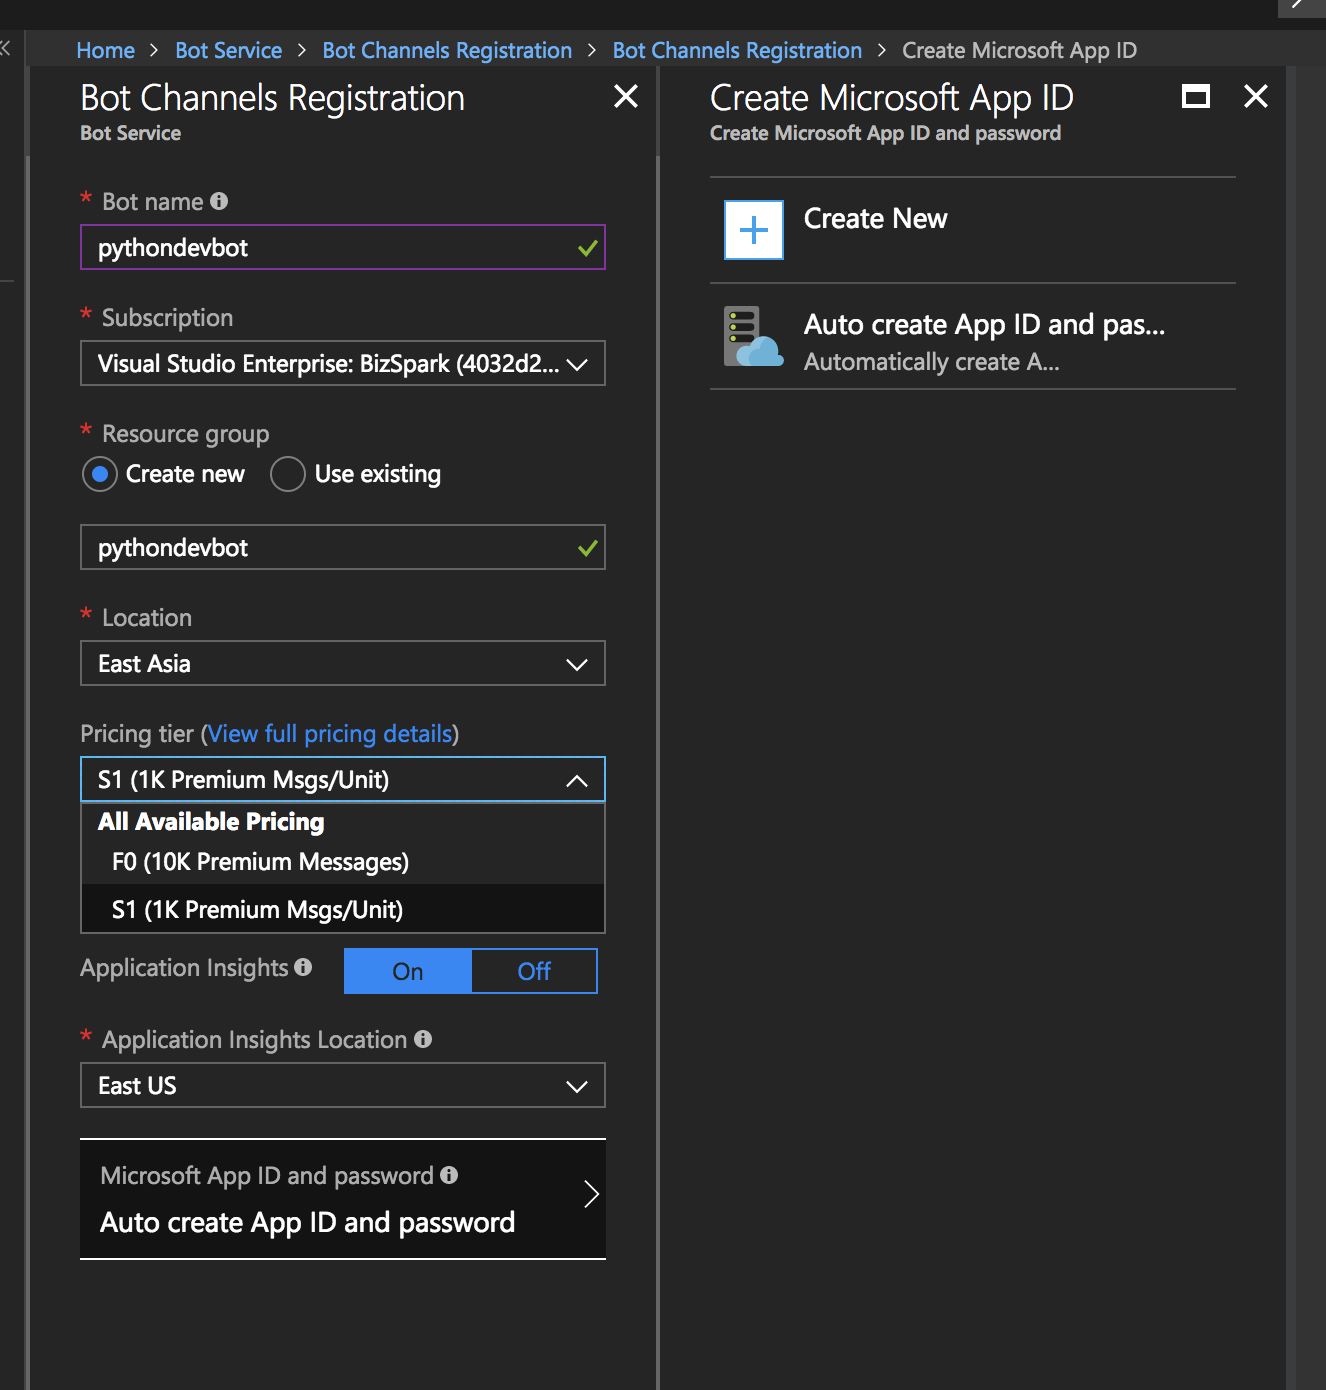 Home > Bot Service > Bot Channels Registration > Bot Channels Registration > Create Microsoft App ID
Bot Channels Registration
Bot Service
* Bot name
pythondevbot
* Subscription
Visual Studio Enterprise: BizSpark (4032d2...
* Resource group
Create new Use existing
pythondevbot
* Location
East Asia
Pricing tier (View full pricing details)
S1 (1K Premium Msgs/Unit)
All Available Pricing
F0 (10K Premium Messages)
S1 (1K Premium Msgs/Unit)
Application Insights On Off
* Application Insights Location
East US
Microsoft App ID and password
Auto create App ID and password
Create Microsoft App ID
Create Microsoft App ID and password
Create New
Auto create App ID and pas...
Automatically create A...